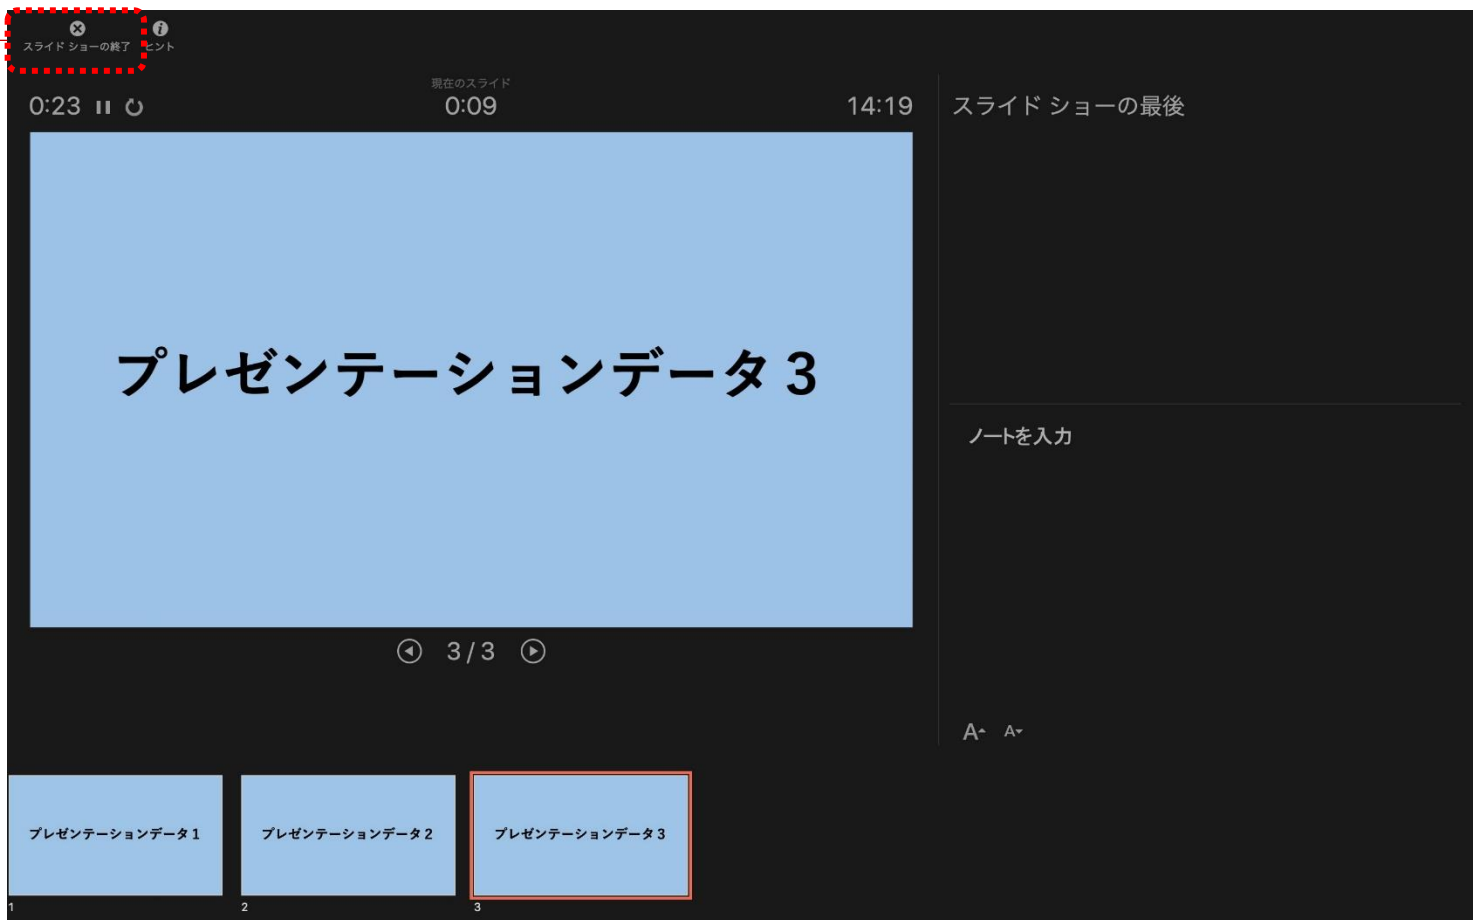 スライド ショーの終了 ヒント
現在のスライド
0:23 0:09 14:19
プレゼンテーションデータ３
3/3
スライド ショーの最後
ノートを入力
A A
プレゼンテーションデータ１
プレゼンテーションデータ２
プレゼンテーションデータ３
1 2 3